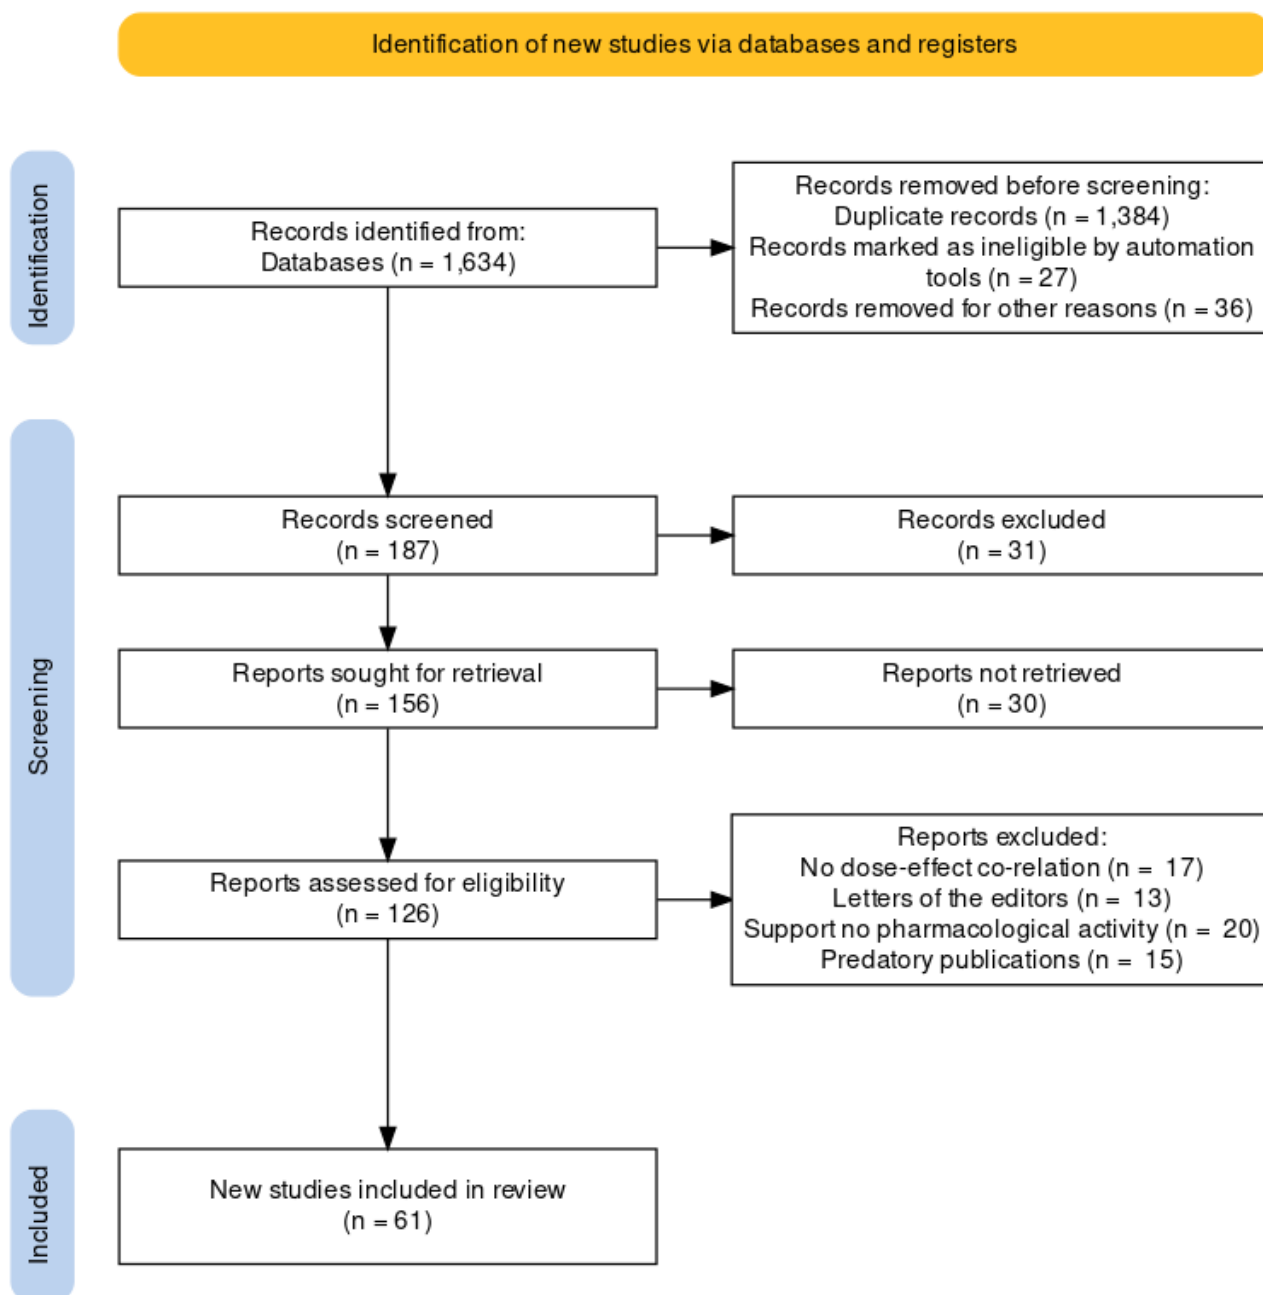 Identification of new studies via databases and registers
Identification
Records identified from:
Databases (n = 1,634)
Records removed before screening:
Duplicate records (n = 1,384)
Records marked as ineligible by automation
tools (n = 27)
Records removed for other reasons (n = 36)
Screening
Records screened
(n = 187)
Records excluded
(n = 31)
Reports sought for retrieval
(n = 156)
Reports not retrieved
(n = 30)
Reports assessed for eligibility
(n = 126)
Reports excluded:
No dose-effect co-relation (n = 17)
Letters of the editors (n = 13)
Support no pharmacological activity (n = 20)
Predatory publications (n = 15)
Included
New studies included in review
(n = 61)